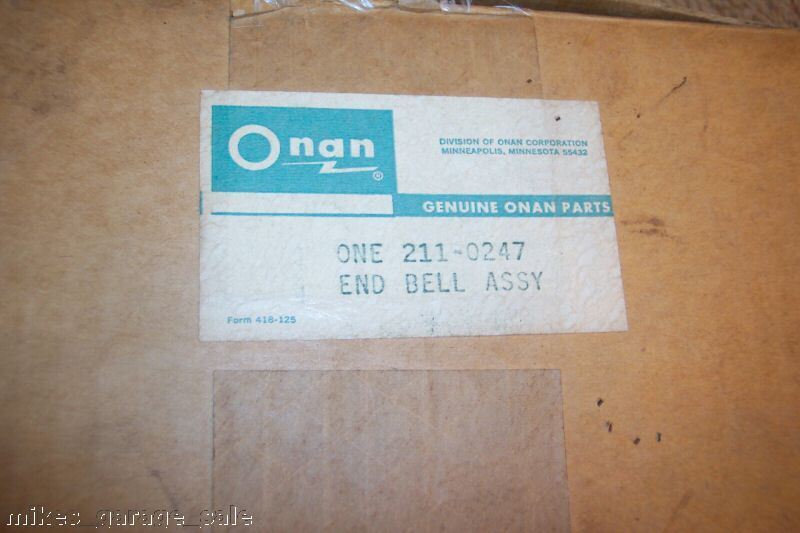 Onan ®
DIVISION OF ONAN CORPORATION
MINNEAPOLIS, MINNESOTA 55432
GENUINE ONAN PARTS
ONE 211-0247
END BELL ASSY
Form 418-125
mikes_garage_sale